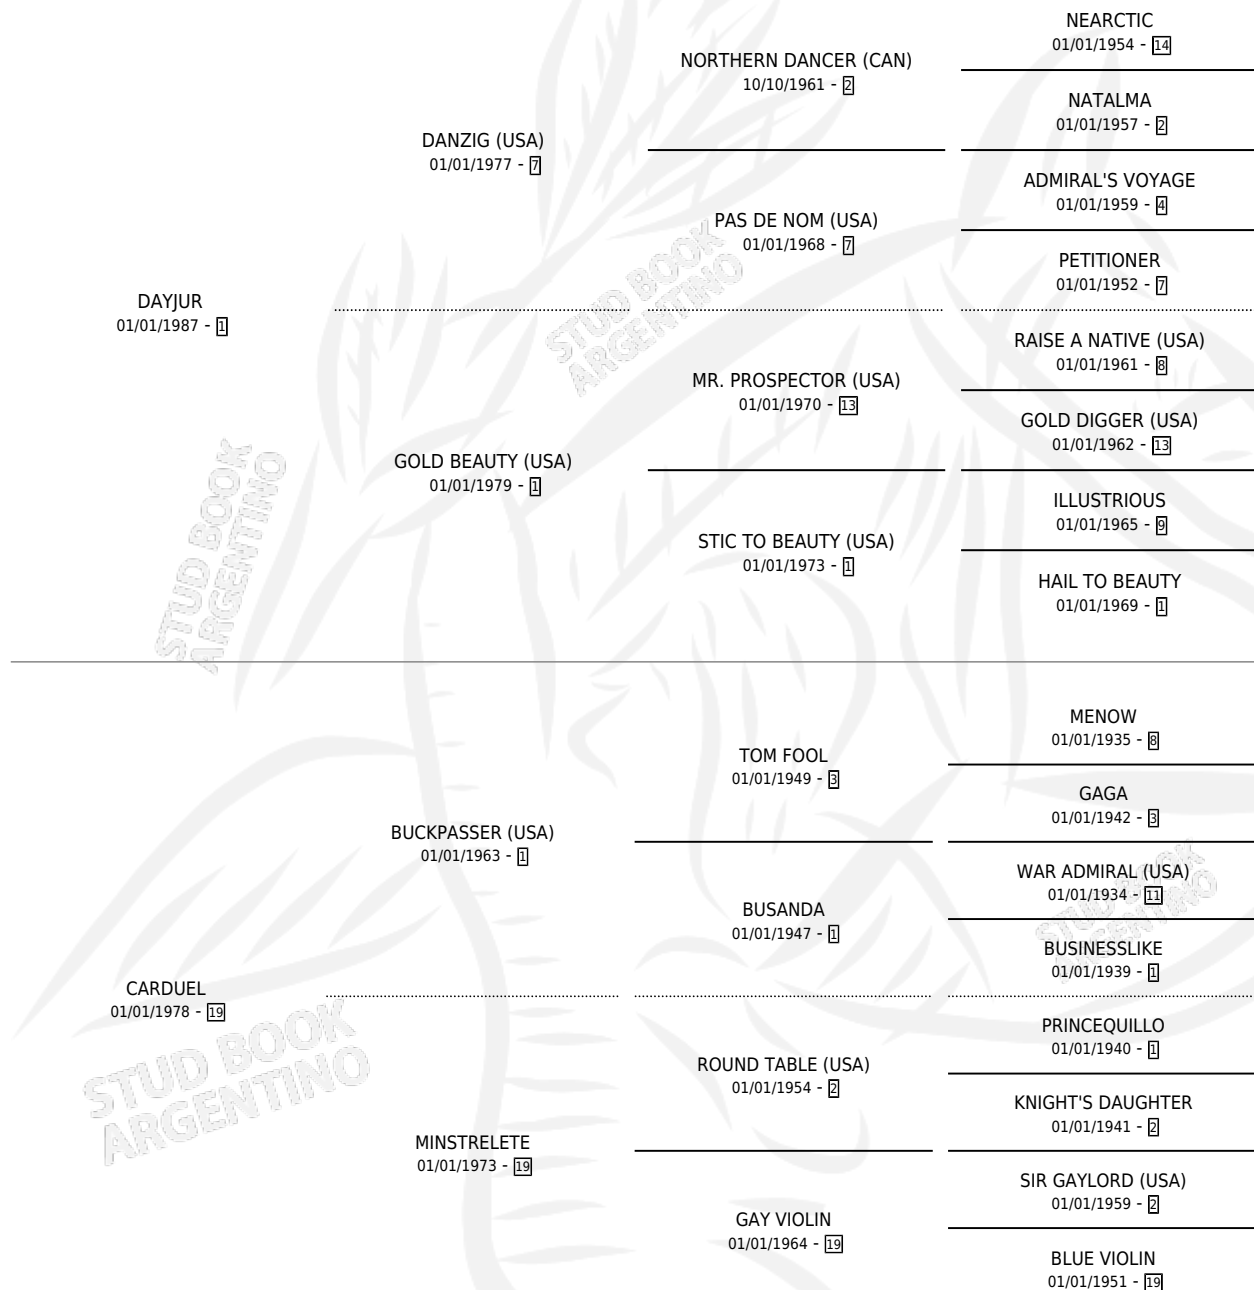 NEARCTIC
01/01/1954 - 14
NORTHERN DANCER (CAN)
10/10/1961 - 2
NATALMA
01/01/1957 - 2
DANZIG (USA)
01/01/1977 - 7
ADMIRAL'S VOYAGE
01/01/1959 - 4
PAS DE NOM (USA)
01/01/1968 - 7
PETITIONER
01/01/1952 - 7
DAYJUR
01/01/1987 - 1
RAISE A NATIVE (USA)
01/01/1961 - 8
MR. PROSPECTOR (USA)
01/01/1970 - 13
GOLD DIGGER (USA)
01/01/1962 - 13
GOLD BEAUTY (USA)
01/01/1979 - 1
ILLUSTRIOUS
01/01/1965 - 9
STIC TO BEAUTY (USA)
01/01/1973 - 1
HAIL TO BEAUTY
01/01/1969 - 1
MENOW
01/01/1935 - 8
TOM FOOL
01/01/1949 - 3
GAGA
01/01/1942 - 3
BUCKPASSER (USA)
01/01/1963 - 1
WAR ADMIRAL (USA)
01/01/1934 - 11
BUSANDA
01/01/1947 - 1
BUSINESSLIKE
01/01/1939 - 1
CARDUEL
01/01/1978 - 19
PRINCEQUILLO
01/01/1940 - 1
ROUND TABLE (USA)
01/01/1954 - 2
KNIGHT'S DAUGHTER
01/01/1941 - 2
MINSTRELETE
01/01/1973 - 19
SIR GAYLORD (USA)
01/01/1959 - 2
GAY VIOLIN
01/01/1964 - 19
BLUE VIOLIN
01/01/1951 - 19
STUD BOOK
ARGENTINO
STUD BOOK
ARGENTINO
STUD BOOK
ARGENTINO
STUD BOOK
ARGENTINO